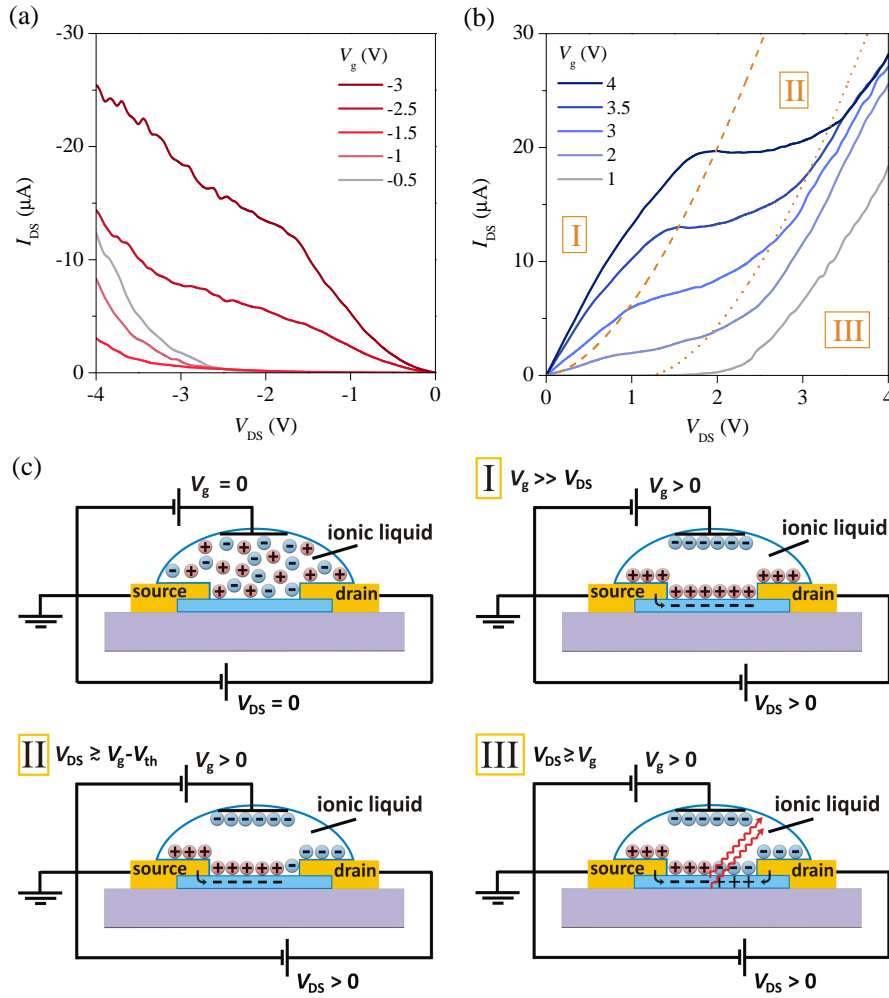 (a)
-30
-20
-10
0
I_DS (µA)
V_g (V)
-3
-2.5
-1.5
-1
-0.5
-4 -3 -2 -1 0
V_DS (V)
(b)
30
20
10
0
I_DS (µA)
V_g (V)
4
3.5
3
2
1
I
II
III
0 1 2 3 4
V_DS (V)
(c)
V_g = 0
ionic liquid
source drain
V_DS = 0
I V_g >> V_DS
V_g > 0
ionic liquid
source drain
V_DS > 0
II V_DS ≳ V_g-V_th
V_g > 0
ionic liquid
source drain
V_DS > 0
III V_DS ≳ V_g
V_g > 0
ionic liquid
source drain
V_DS > 0